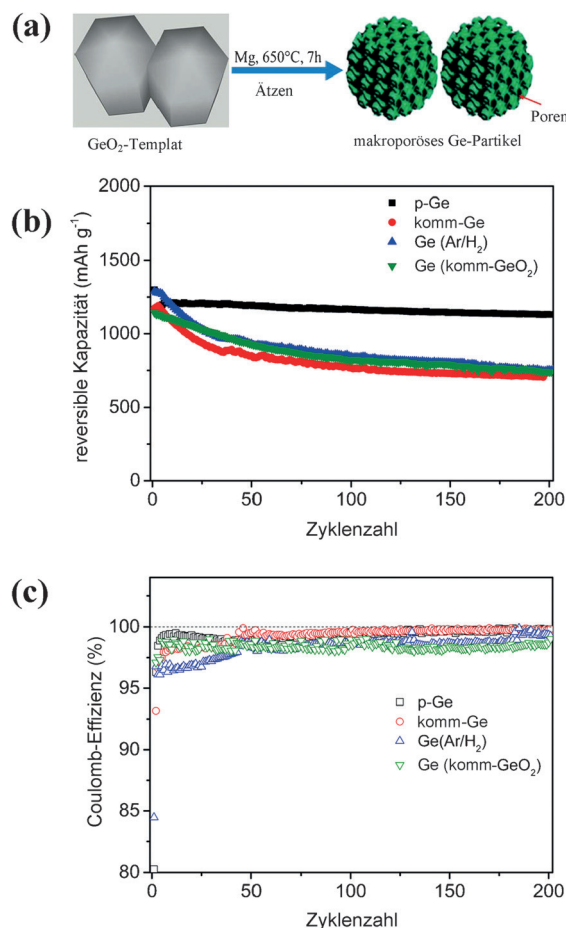 (a)
Mg, 650°C, 7h
Ätzen
Poren
GeO₂-Templat
makroporöses Ge-Partikel
(b)
2000
1500
1000
500
0
reversible Kapazität (mAh g⁻¹)
p-Ge
komm-Ge
Ge (Ar/H₂)
Ge (komm-GeO₂)
0
50
100
150
200
Zyklenzahl
(c)
100
95
90
85
80
Coulomb-Effizienz (%)
p-Ge
komm-Ge
Ge(Ar/H₂)
Ge (komm-GeO₂)
0
50
100
150
200
Zyklenzahl